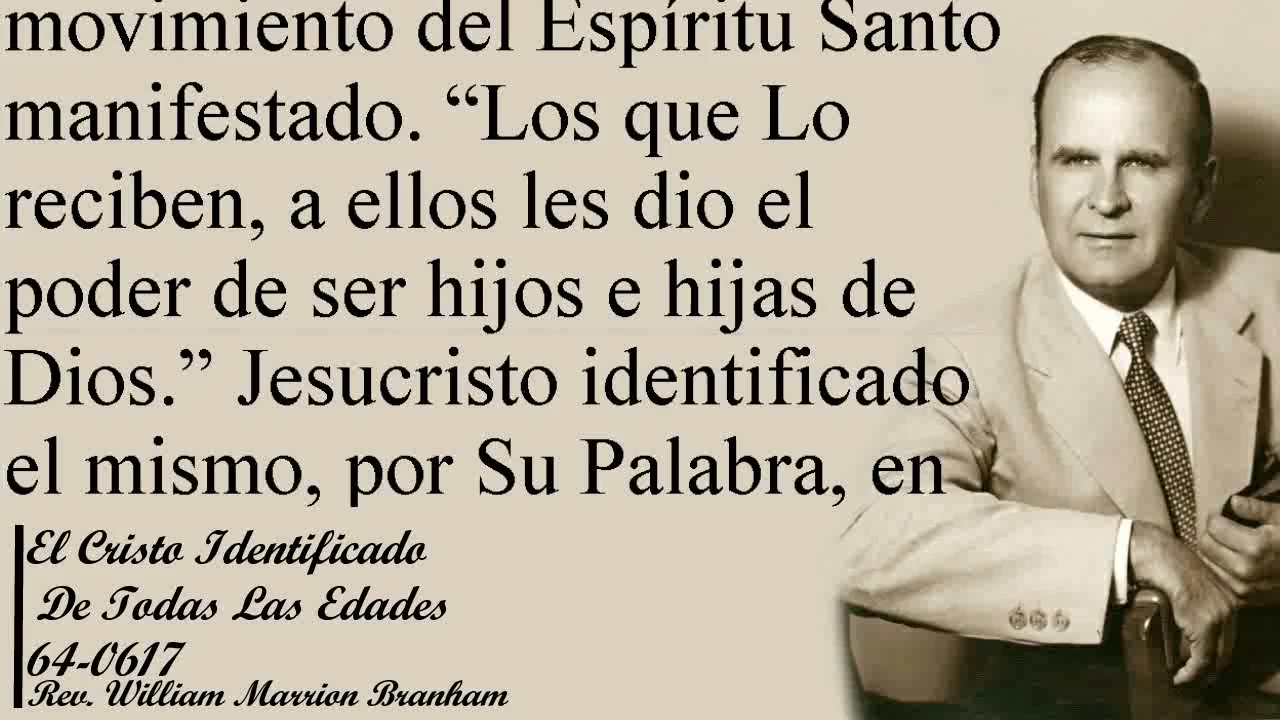 movimiento del Espíritu Santo
manifestado. “Los que Lo
reciben, a ellos les dio el
poder de ser hijos e hijas de
Dios.” Jesucristo identificado
el mismo, por Su Palabra, en
El Cristo Identificado
De Todas Las Edades
64-0617
Rev. William Marrion Branham